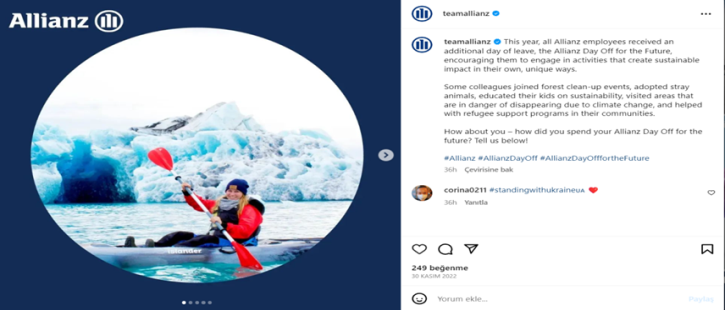 Allianz
teamallianz
teamallianz This year, all Allianz employees received an
additional day of leave, the Allianz Day Off for the Future,
encouraging them to engage in activities that create sustainable
impact in their own, unique ways.
Some colleagues joined forest clean-up events, adopted stray
animals, educated their kids on sustainability, visited areas that
are in danger of disappearing due to climate change, and helped
with refugee support programs in their communities.
How about you – how did you spend your Allianz Day Off for the
future? Tell us below!
#Allianz #AllianzDayOff #AllianzDayOfffortheFuture
36h Çevirisine bak
corina0211 #standingwithukraineua ❤️
36h Yanıtla
249 beğenme
30 KASIM 2022
Yorum ekle...
Paylaş